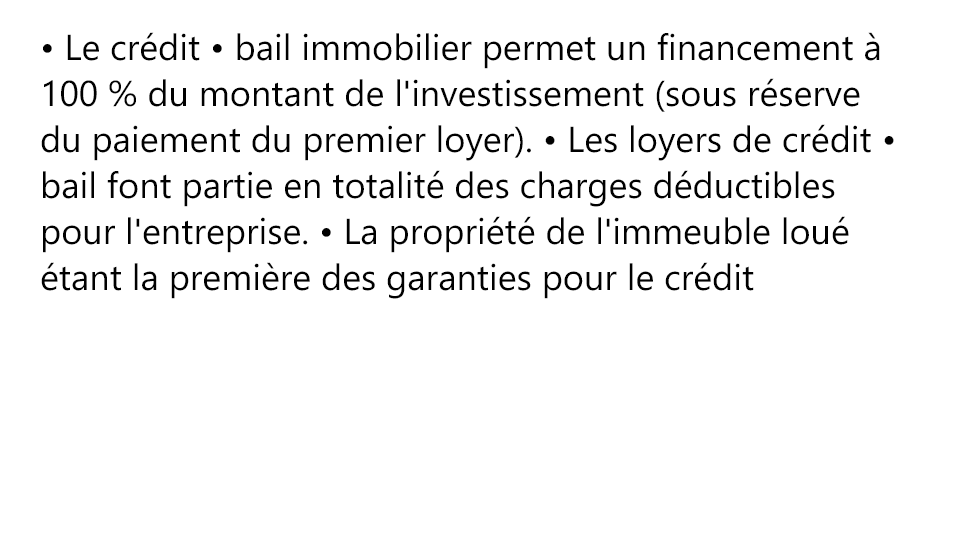 • Le crédit • bail immobilier permet un financement à
100 % du montant de l'investissement (sous réserve
du paiement du premier loyer). • Les loyers de crédit •
bail font partie en totalité des charges déductibles
pour l'entreprise. • La propriété de l'immeuble loué
étant la première des garanties pour le crédit